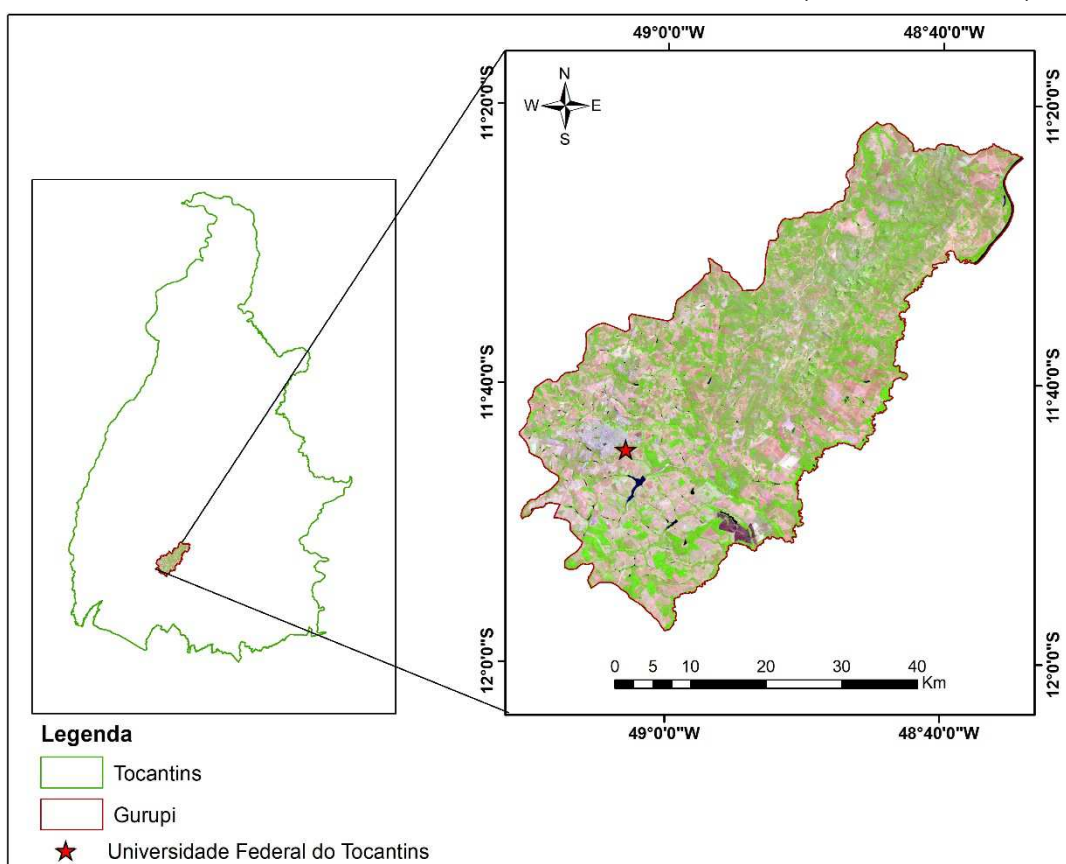 49°0'0"W 48°40'0"W
N
W E
S
11°20'0"S 11°20'0"S
11°40'0"S 11°40'0"S
12°0'0"S 12°0'0"S
0 5 10 20 30 40
Km
49°0'0"W 48°40'0"W
Legenda
Tocantins
Gurupi
Universidade Federal do Tocantins